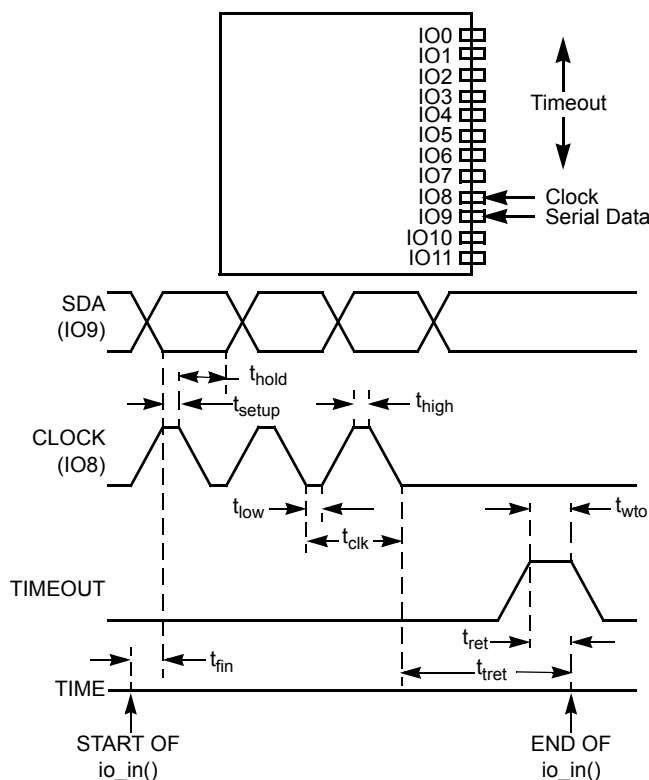 IO0
IO1
IO2
IO3
IO4
IO5
IO6
IO7
IO8
IO9
IO10
IO11
Timeout
Clock
Serial Data
SDA
(IO9)
thold
tsetup
thigh
CLOCK
(IO8)
tlow
tclk
twto
TIMEOUT
tret
tfin
ttret
TIME
START OF
io_in()
END OF
io_in()